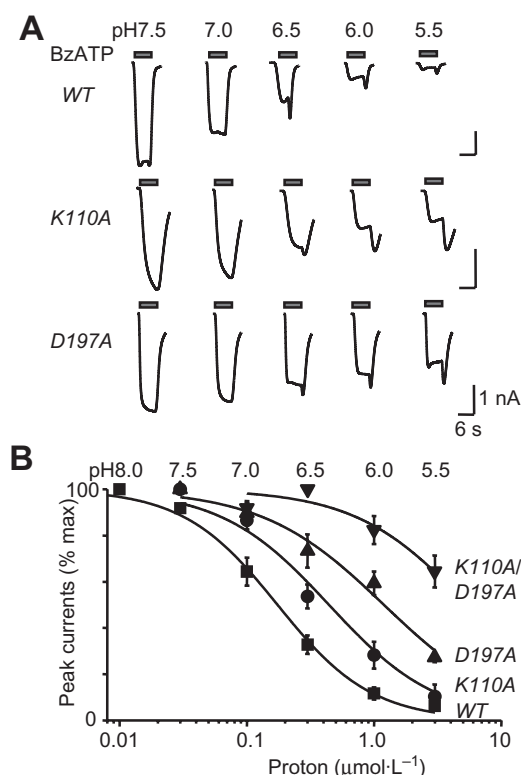 A
pH7.5 7.0 6.5 6.0 5.5
BzATP
WT
K110A
D197A
1 nA
6 s
B
pH8.0 7.5 7.0 6.5 6.0 5.5
100
Peak currents (% max)
K110A/
D197A
D197A
K110A
WT
0
0.01 0.1 1.0 10
Proton (µmol·L⁻¹)